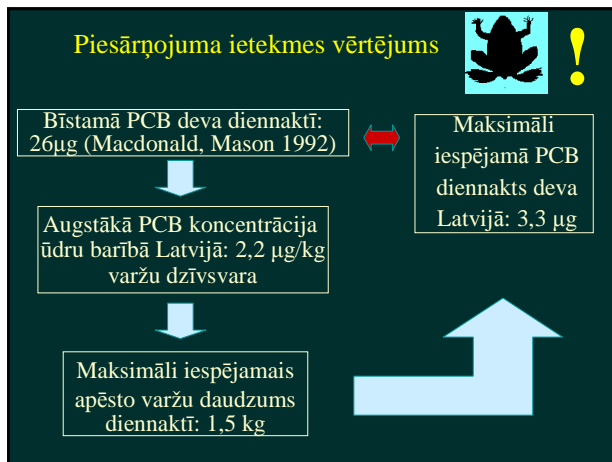 Piesārņojuma ietekmes vērtējums
!
Bīstamā PCB deva diennaktī:
26µg (Macdonald, Mason 1992)
Maksimāli
iespējamā PCB
diennakts deva
Latvijā: 3,3 µg
Augstākā PCB koncentrācija
ūdru barībā Latvijā: 2,2 µg/kg
varžu dzīvsvara
Maksimāli iespējamais
apēsto varžu daudzums
diennaktī: 1,5 kg